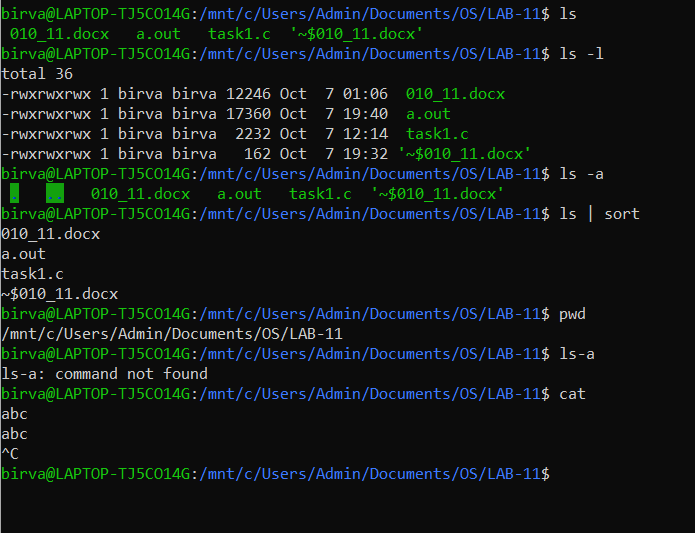 birva@LAPTOP-TJ5CO14G:/mnt/c/Users/Admin/Documents/OS/LAB-11$ ls
 010_11.docx   a.out   task1.c  '~$010_11.docx'
birva@LAPTOP-TJ5CO14G:/mnt/c/Users/Admin/Documents/OS/LAB-11$ ls -l
total 36
-rwxrwxrwx 1 birva birva 12246 Oct  7 01:06  010_11.docx
-rwxrwxrwx 1 birva birva 17360 Oct  7 19:40  a.out
-rwxrwxrwx 1 birva birva  2232 Oct  7 12:14  task1.c
-rwxrwxrwx 1 birva birva   162 Oct  7 19:32 '~$010_11.docx'
birva@LAPTOP-TJ5CO14G:/mnt/c/Users/Admin/Documents/OS/LAB-11$ ls -a
 .   ..   010_11.docx   a.out   task1.c  '~$010_11.docx'
birva@LAPTOP-TJ5CO14G:/mnt/c/Users/Admin/Documents/OS/LAB-11$ ls | sort
010_11.docx
a.out
task1.c
~$010_11.docx
birva@LAPTOP-TJ5CO14G:/mnt/c/Users/Admin/Documents/OS/LAB-11$ pwd
/mnt/c/Users/Admin/Documents/OS/LAB-11
birva@LAPTOP-TJ5CO14G:/mnt/c/Users/Admin/Documents/OS/LAB-11$ ls-a
ls-a: command not found
birva@LAPTOP-TJ5CO14G:/mnt/c/Users/Admin/Documents/OS/LAB-11$ cat
abc
abc
^C
birva@LAPTOP-TJ5CO14G:/mnt/c/Users/Admin/Documents/OS/LAB-11$